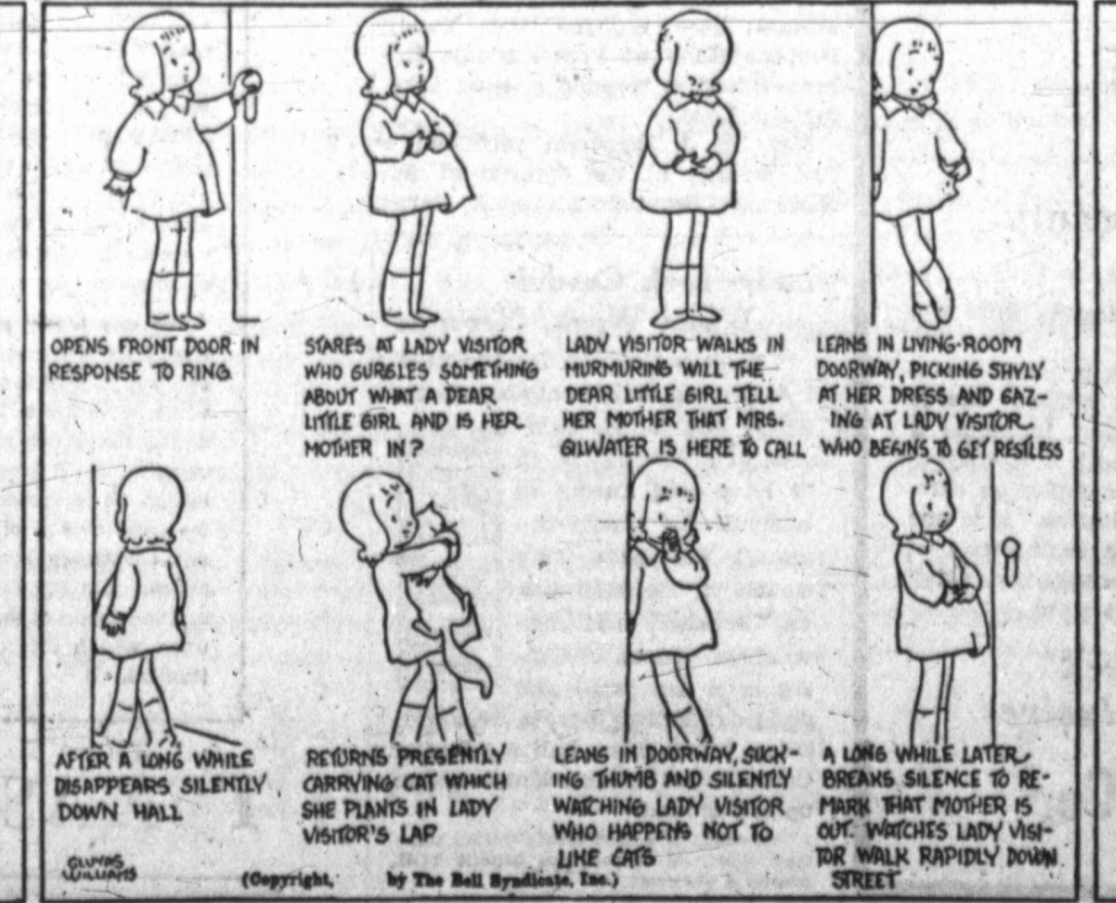 OPENS FRONT DOOR IN
RESPONSE TO RING
STARES AT LADY VISITOR
WHO GURGLES SOMETHING
ABOUT WHAT A DEAR
LITTLE GIRL AND IS HER
MOTHER IN?
LADY VISITOR WALKS IN
MURMURING WILL THE
DEAR LITTLE GIRL TELL
HER MOTHER THAT MRS.
GILWATER IS HERE TO CALL
LEANS IN LIVING-ROOM
DOORWAY, PICKING SHYLY
AT HER DRESS AND GAZ-
ING AT LADY VISITOR
WHO BEGINS TO GET RESTLESS
AFTER A LONG WHILE
DISAPPEARS SILENTLY
DOWN HALL
RETURNS PRESENTLY
CARRYING CAT WHICH
SHE PLANTS IN LADY
VISITOR'S LAP
LEANS IN DOORWAY, SUCK-
ING THUMB AND SILENTLY
WATCHING LADY VISITOR
WHO HAPPENS NOT TO
LIKE CATS
A LONG WHILE LATER
BREAKS SILENCE TO RE-
MARK THAT MOTHER IS
OUT. WATCHES LADY VISI-
TOR WALK RAPIDLY DOWN
STREET
GLUYAS
WILLIAMS
(Copyright, by The Bell Syndicate, Inc.)